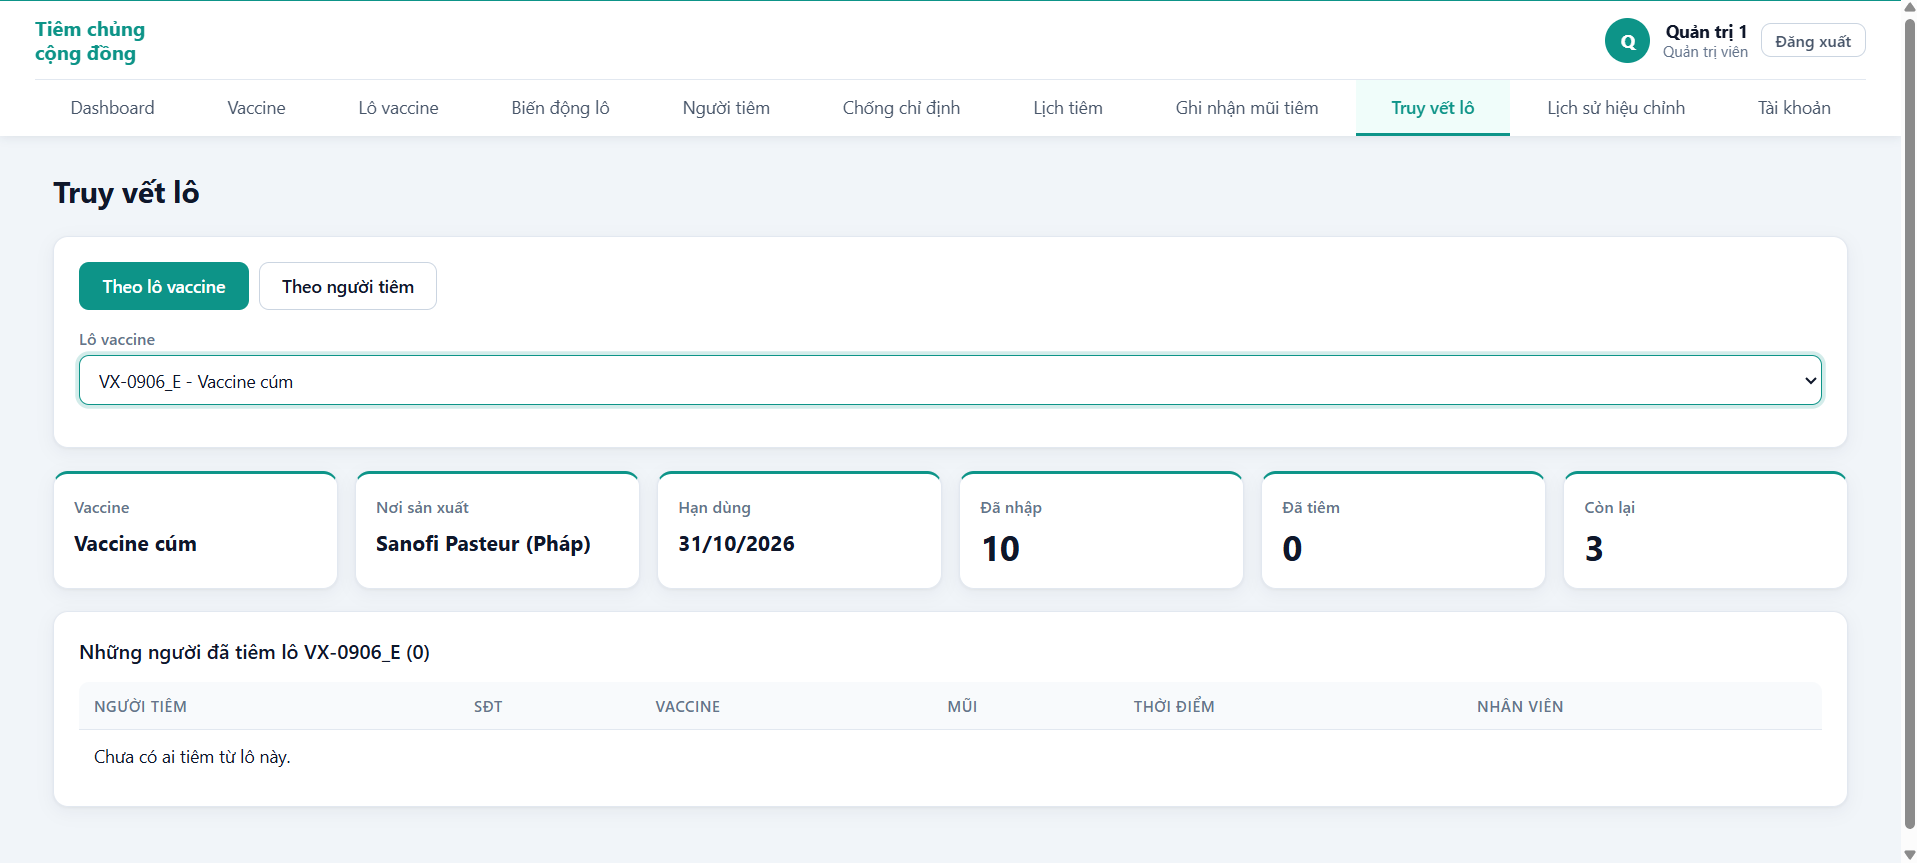 Tiêm chủng
cộng đồng
Q
Quản trị 1
Quản trị viên
Đăng xuất
Dashboard
Vaccine
Lô vaccine
Biến động lô
Người tiêm
Chống chỉ định
Lịch tiêm
Ghi nhận mũi tiêm
Truy vết lô
Lịch sử hiệu chỉnh
Tài khoản
Truy vết lô
Theo lô vaccine
Theo người tiêm
Lô vaccine
VX-0906_E - Vaccine cúm
Vaccine
Vaccine cúm
Nơi sản xuất
Sanofi Pasteur (Pháp)
Hạn dùng
31/10/2026
Đã nhập
10
Đã tiêm
0
Còn lại
3
Những người đã tiêm lô VX-0906_E (0)
NGƯỜI TIÊM SĐT VACCINE MŨI THỜI ĐIỂM NHÂN VIÊN
Chưa có ai tiêm từ lô này.